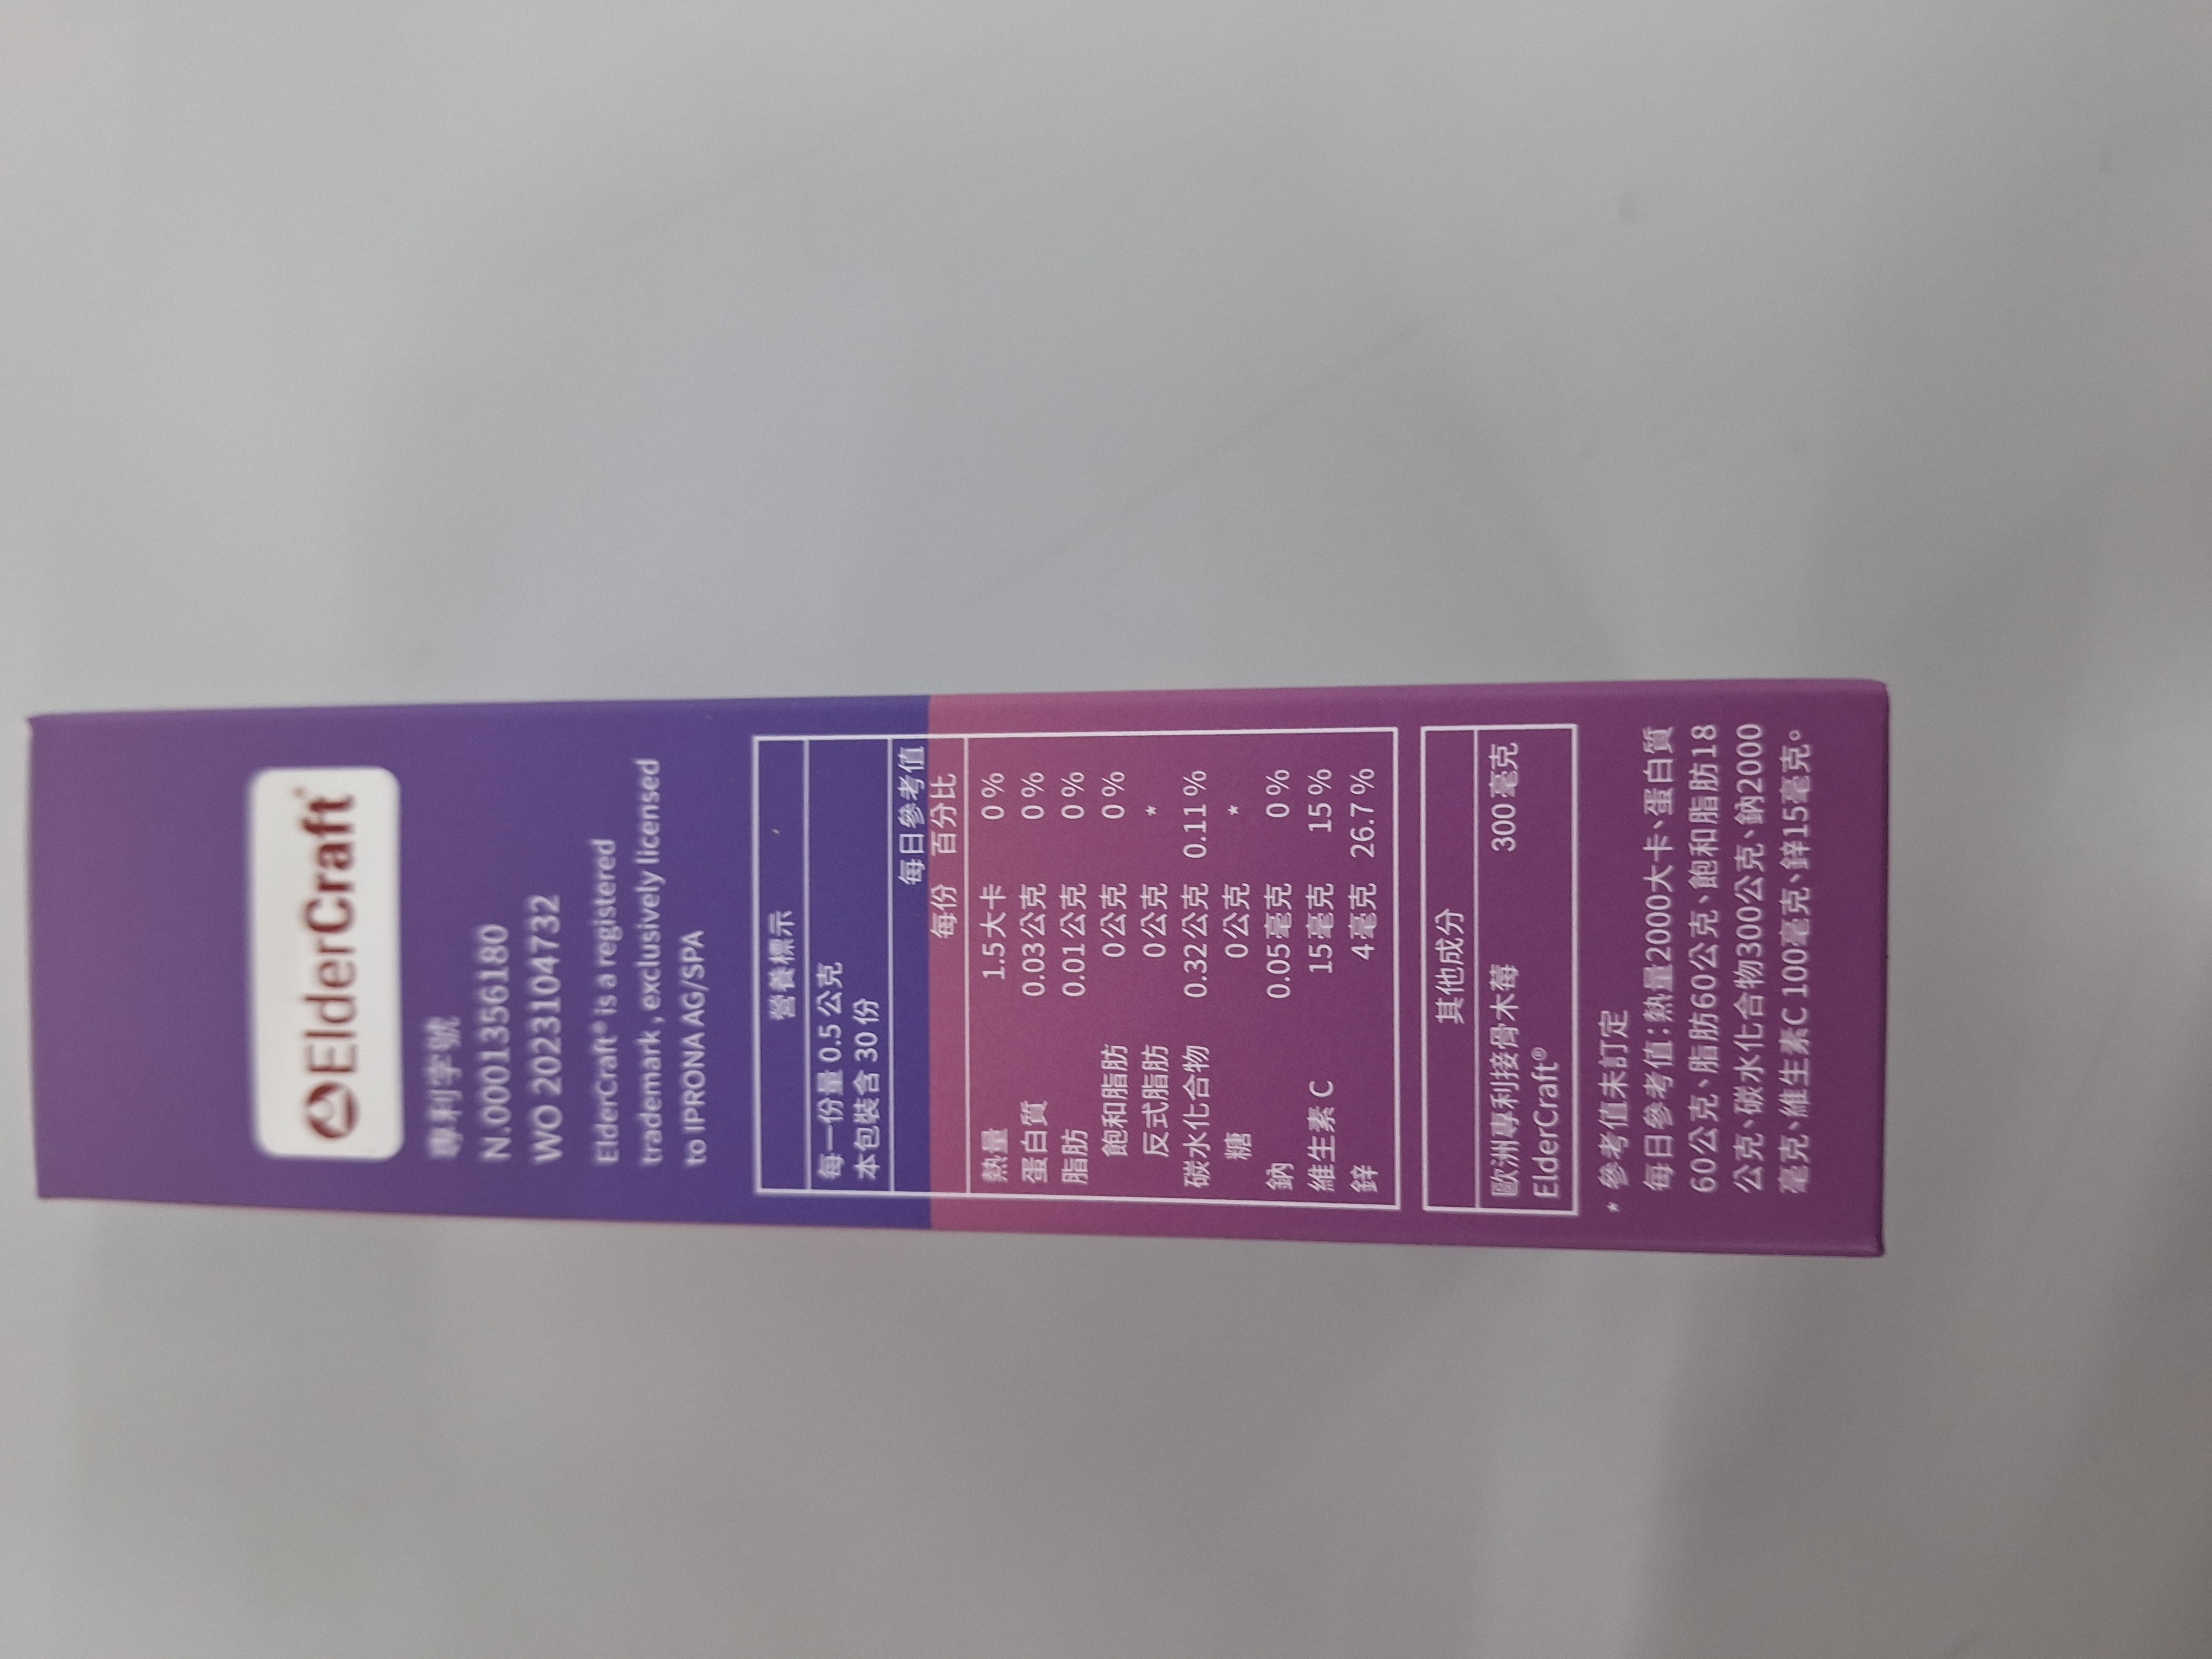 ElderCraft®
專利字號
N.0001356180
WO 2023104732
ElderCraft® is a registered
trademark , exclusively licensed
to IPRONA AG/SPA
營養標示
每一份量 0.5 公克
本包裝含 30 份
每日參考值
每份 百分比
熱量 1.5大卡 0 %
蛋白質 0.03公克 0 %
脂肪 0.01公克 0 %
飽和脂肪 0公克 0 %
反式脂肪 0公克 *
碳水化合物 0.32公克 0.11 %
糖 0公克 *
鈉 0.05毫克 0 %
維生素 C 15毫克 15 %
鋅 4毫克 26.7 %
其他成分
歐洲專利接骨木莓 300毫克
ElderCraft®
* 參考值未訂定
每日參考值：熱量2000大卡、蛋白質
60公克、脂肪60公克、飽和脂肪18
公克、碳水化合物300公克、鈉2000
毫克、維生素C 100毫克、鋅15毫克。